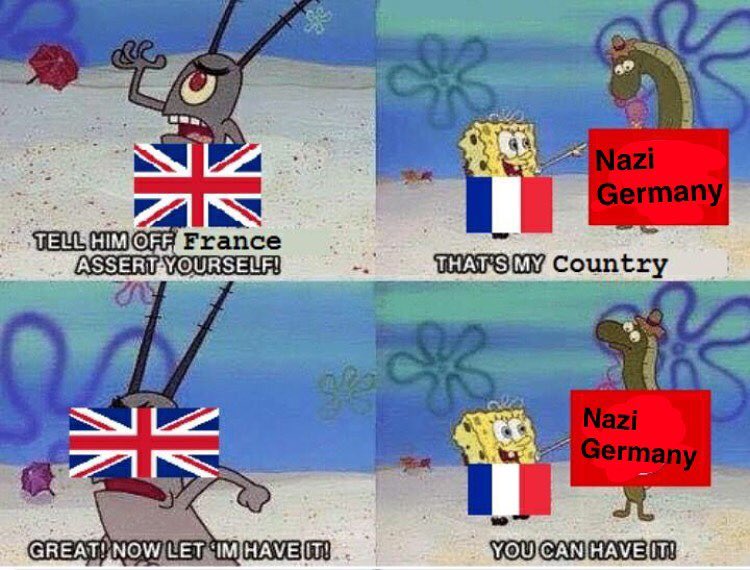 TELL HIM OFF France
ASSERT YOURSELF!
Nazi
Germany
THAT'S MY Country
GREAT! NOW LET 'IM HAVE IT!
Nazi
Germany
YOU CAN HAVE IT!